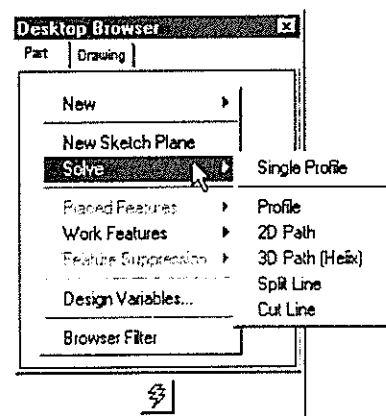 Desktop Browser
Part
Drawing
New
New Sketch Plane
Solve
Single Profile
Placed Features
Profile
Work Features
2D Path
Feature Suppression
3D Path (Helix)
Split Line
Design Variables...
Cut Line
Browser Filter